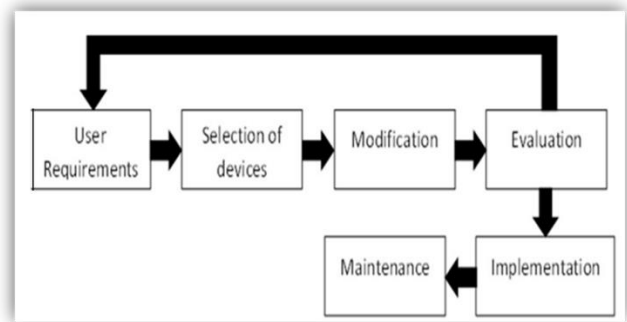 User
Requirements
Selection of
devices
Modification
Evaluation
Maintenance
Implementation